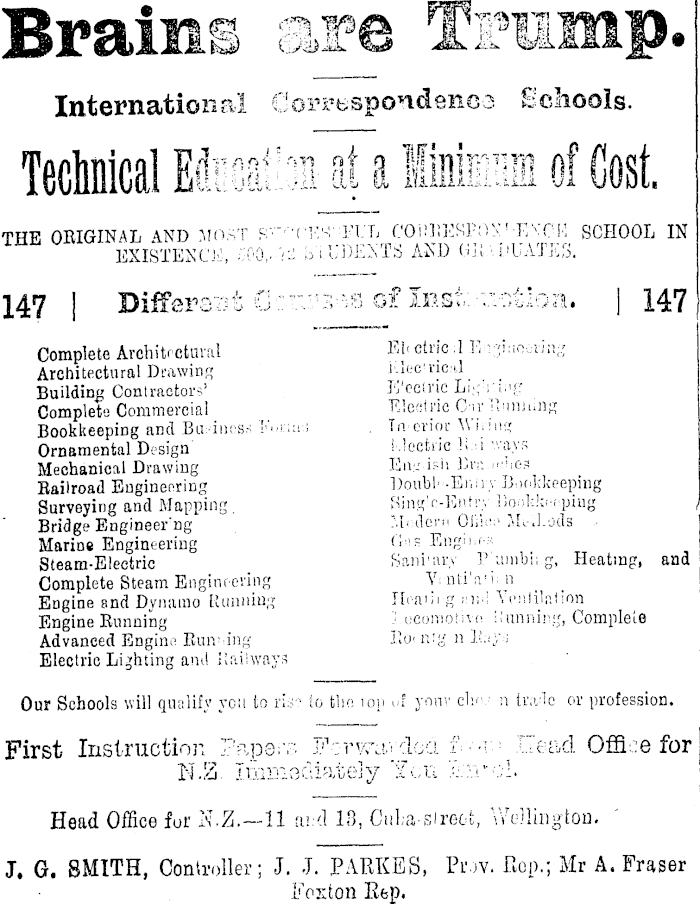 Brains are Trump.
International Correspondence Schools.
Technical Education at a Minimum of Cost.
THE ORIGINAL AND MOST SUCCESSFUL CORRESPONDENCE SCHOOL IN
EXISTENCE, STUDENTS AND GRADUATES.
147 | Different Courses of Instruction. | 147
Complete Architectural
Architectural Drawing
Building Contractors'
Complete Commercial
Bookkeeping and Business Forms
Ornamental Design
Mechanical Drawing
Railroad Engineering
Surveying and Mapping
Bridge Engineering
Marine Engineering
Steam-Electric
Complete Steam Engineering
Engine and Dynamo Running
Engine Running
Advanced Engine Running
Electric Lighting and Railways
Electrical Engineering
Electrical
Electric Lighting
Electric Car Running
Interior Wiring
Electric Railways
English Branches
Double-Entry Bookkeeping
Single-Entry Bookkeeping
Modern Office Methods
Gas Engines
Sanitary Plumbing, Heating, and
Ventilation
Heating and Ventilation
Locomotive Running, Complete
Roentgen Rays
Our Schools will qualify you to rise to the top of your chosen trade or profession.
First Instruction Papers Forwarded from Head Office for
N.Z. Immediately You Enrol.
Head Office for N.Z.—11 and 13, Cuba-street, Wellington.
J. G. SMITH, Controller; J. J. PARKES, Prov. Rep.; Mr A. Fraser
Foxton Rep.